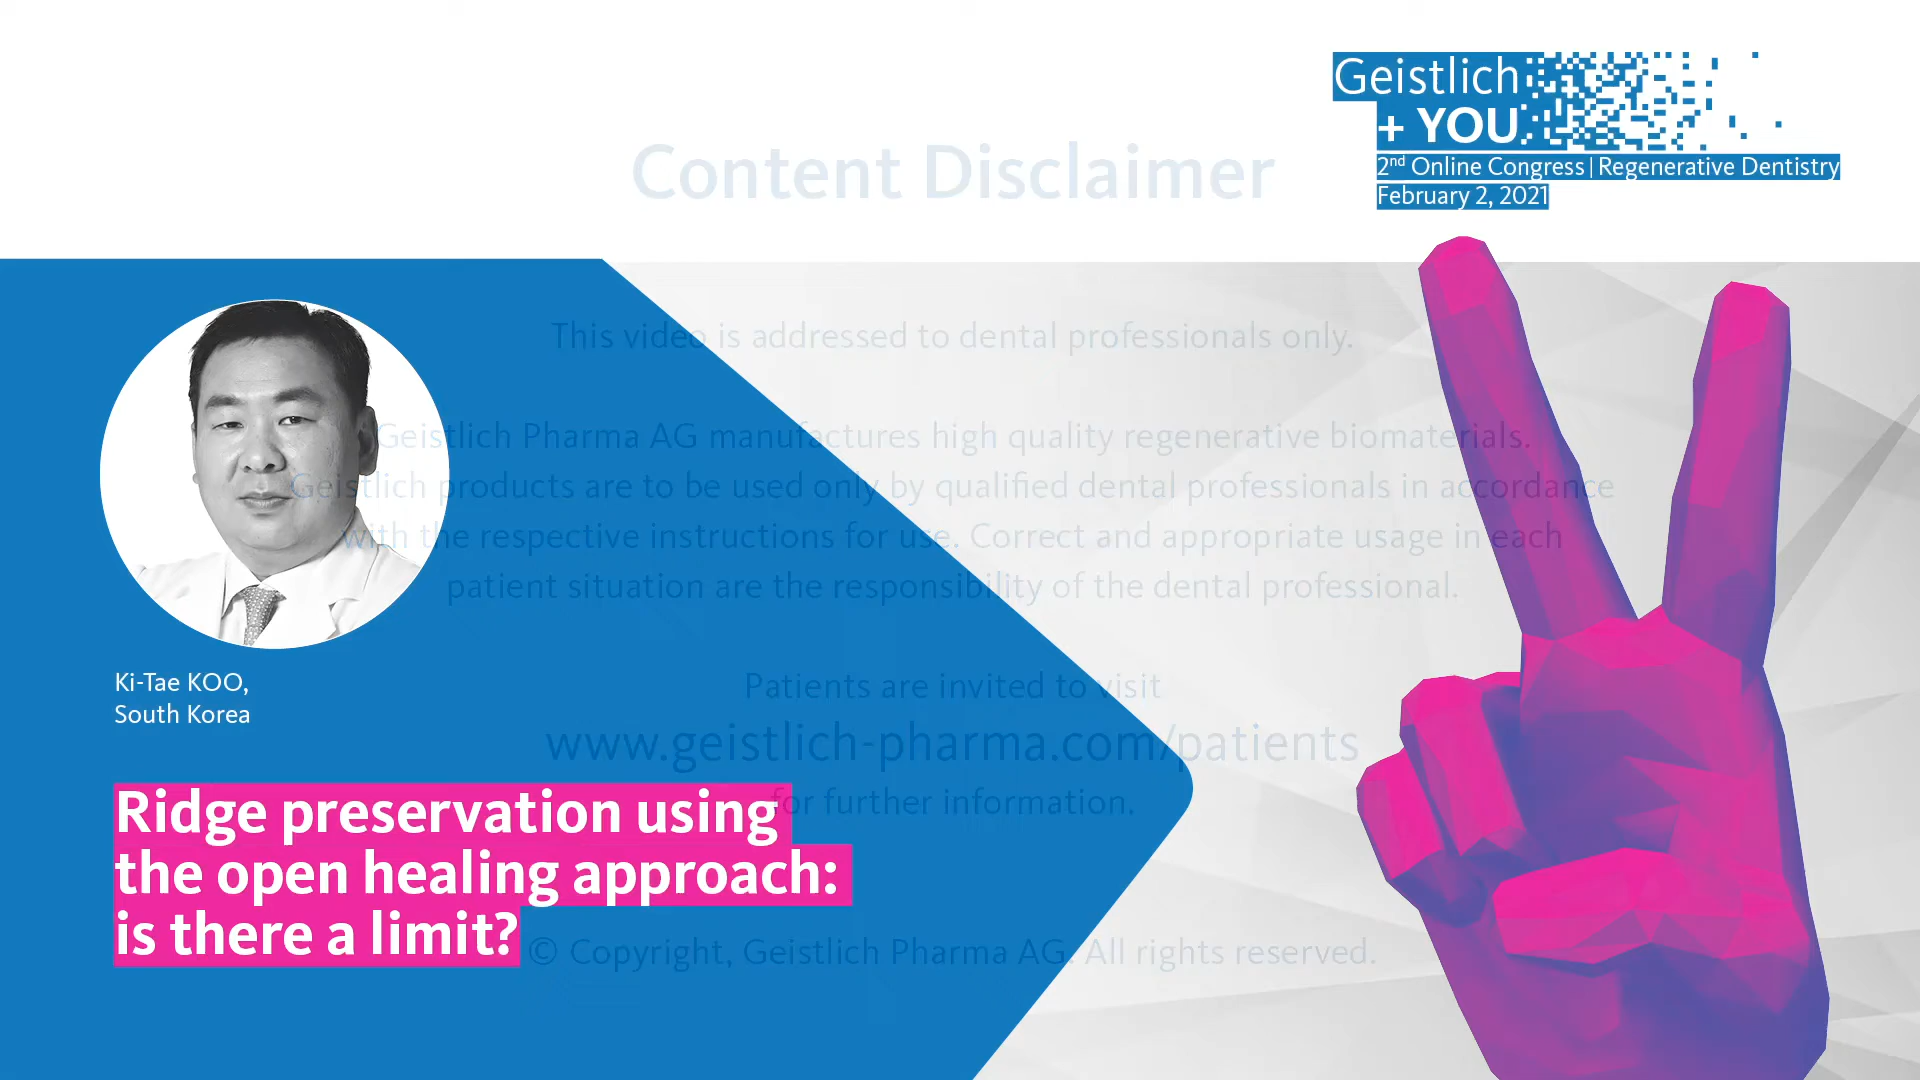 Geistlich
+ YOU
2nd Online Congress | Regenerative Dentistry
February 2, 2021
Content Disclaimer
This video is addressed to dental professionals only.
Geistlich Pharma AG manufactures high quality regenerative biomaterials.
Geistlich products are to be used only by qualified dental professionals in accordance
with the respective instructions for use. Correct and appropriate usage in each
patient situation are the responsibility of the dental professional.
Patients are invited to visit
www.geistlich-pharma.com/patients
for further information.
© Copyright, Geistlich Pharma AG. All rights reserved.
Ki-Tae KOO,
South Korea
Ridge preservation using
the open healing approach:
is there a limit?